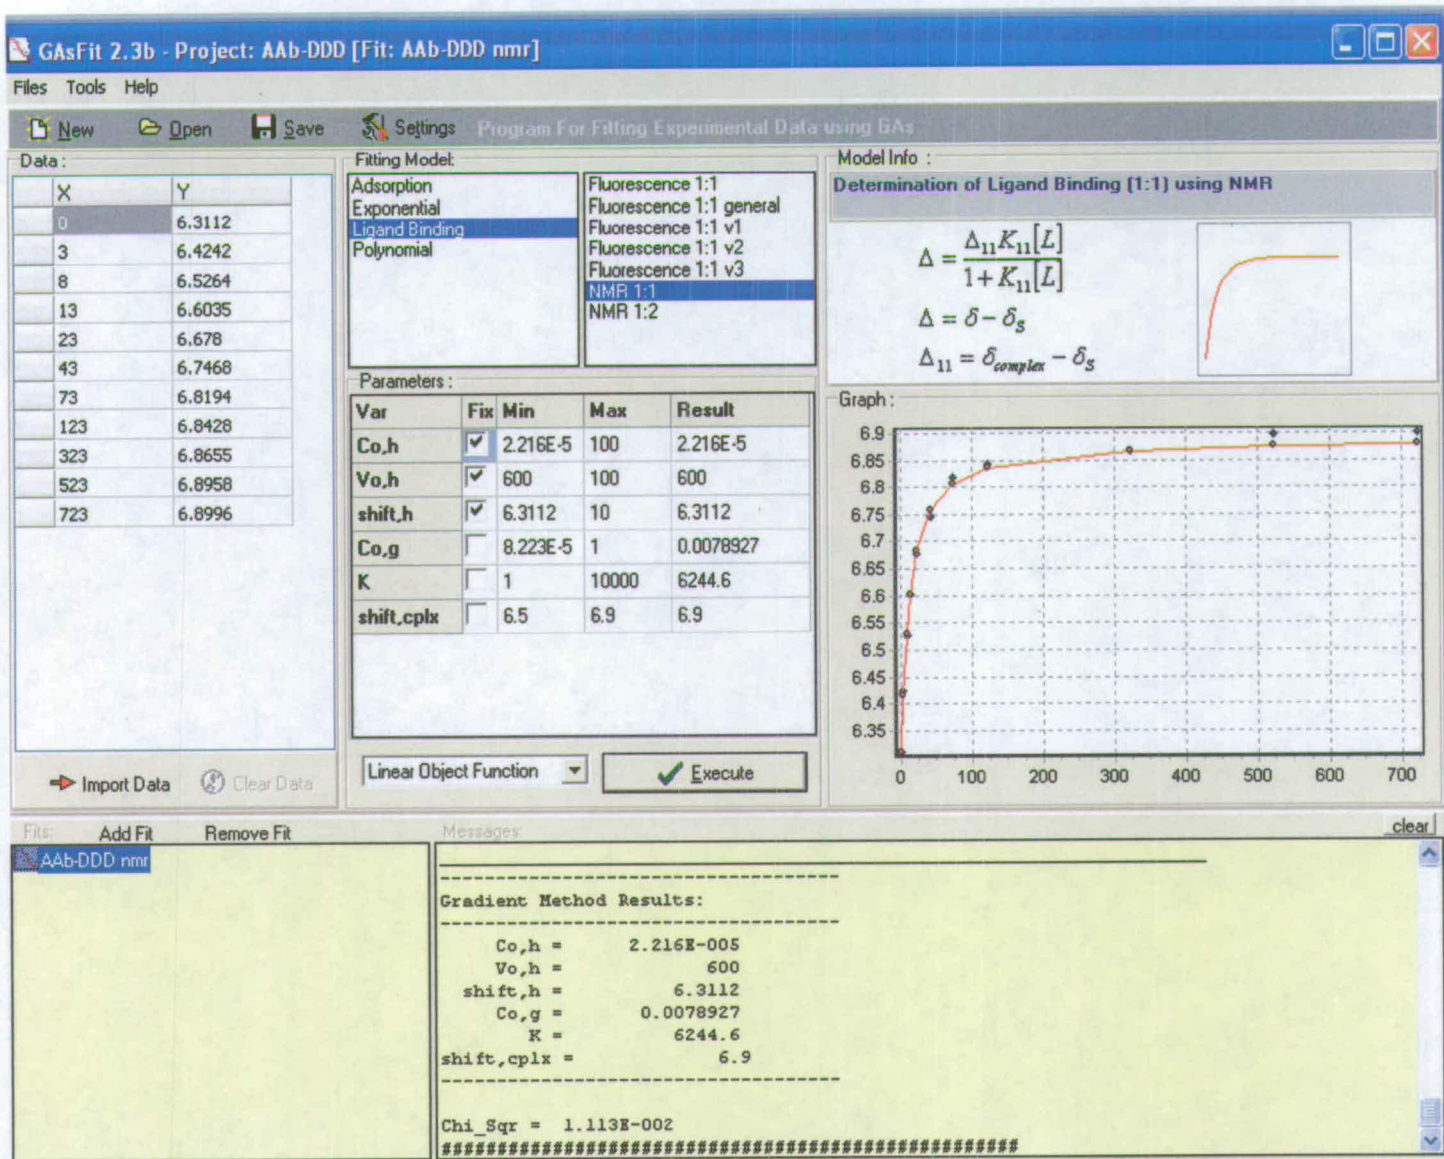 GAsFit 2.3b - Project: AAb-DDD [Fit: AAb-DDD nmr]
Files Tools Help
New Open Save Settings Program For Fitting Experimental Data using GAs
Data :
X Y
0 6.3112
3 6.4242
8 6.5264
13 6.6035
23 6.678
43 6.7468
73 6.8194
123 6.8428
323 6.8655
523 6.8958
723 6.8996
Import Data Clear Data
Fitting Model:
Adsorption
Exponential
Ligand Binding
Polynomial
Fluorescence 1:1
Fluorescence 1:1 general
Fluorescence 1:1 v1
Fluorescence 1:1 v2
Fluorescence 1:1 v3
NMR 1:1
NMR 1:2
Parameters :
Var Fix Min Max Result
Co,h 2.216E-5 100 2.216E-5
Vo,h 600 100 600
shift,h 6.3112 10 6.3112
Co,g 8.223E-5 1 0.0078927
K 1 10000 6244.6
shift,cplx 6.5 6.9 6.9
Linear Object Function Execute
Model Info :
Determination of Ligand Binding (1:1) using NMR
Δ = Δ₁₁K₁₁[L] / 1 + K₁₁[L]
Δ = δ − δ_S
Δ₁₁ = δ_complex − δ_S
Graph :
6.9
6.85
6.8
6.75
6.7
6.65
6.6
6.55
6.5
6.45
6.4
6.35
0 100 200 300 400 500 600 700
Fits: Add Fit Remove Fit
AAb-DDD nmr
Messages: clear
----------------------------------
Gradient Method Results:
----------------------------------
Co,h = 2.216E-005
Vo,h = 600
shift,h = 6.3112
Co,g = 0.0078927
K = 6244.6
shift,cplx = 6.9
----------------------------------
Chi_Sqr = 1.113E-002
####################################################